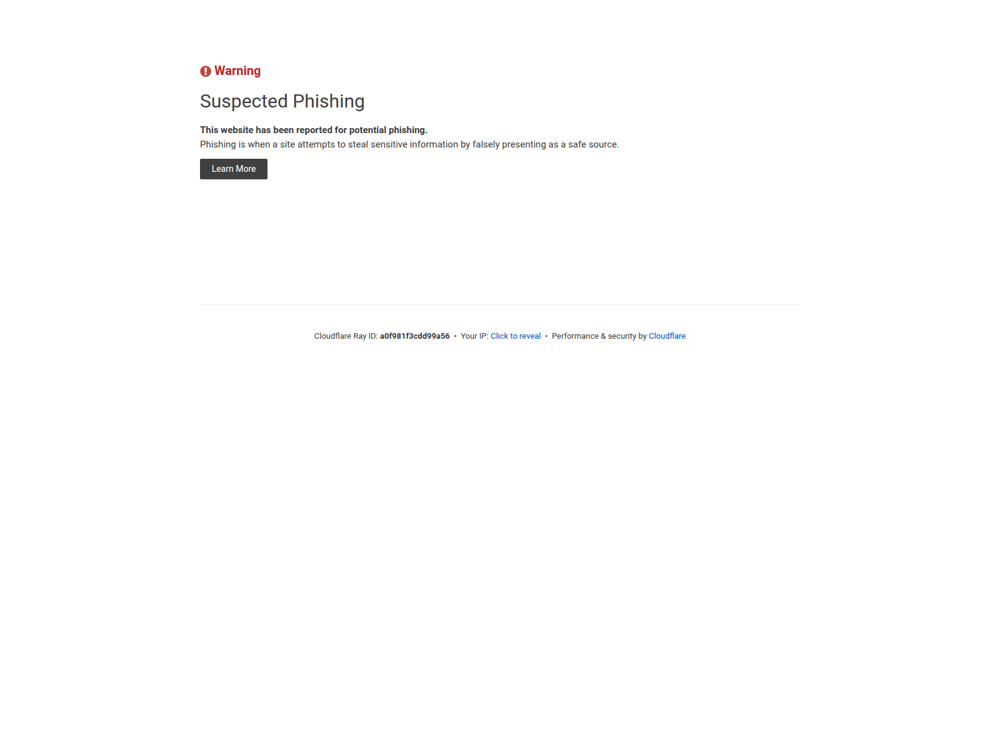 Warning
Suspected Phishing
This website has been reported for potential phishing.
Phishing is when a site attempts to steal sensitive information by falsely presenting as a safe source.
Learn More
Cloudflare Ray ID: a0f981f3cdd99a56 • Your IP: Click to reveal • Performance & security by Cloudflare